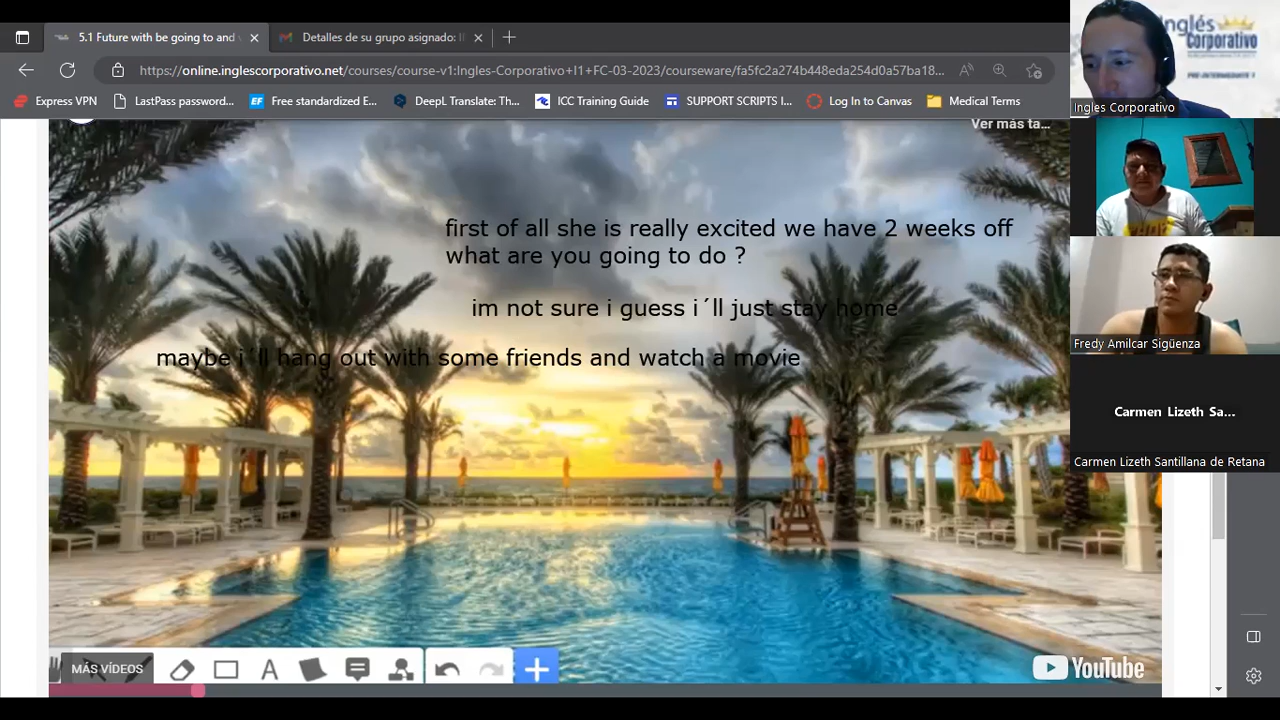 5.1 Future with be going to and
Detalles de su grupo asignado: I
https://online.inglescorporativo.net/courses/course-v1:Ingles-Corporativo+I1+FC-03-2023/courseware/fa5fc2a274b448eda254d0a57ba18...
Express VPN
LastPass password...
EF Free standardized E...
DeepL Translate: Th...
ICC Training Guide
SUPPORT SCRIPTS I...
Log In to Canvas
Medical Terms
Ver más ta...
first of all she is really excited we have 2 weeks off
what are you going to do ?
im not sure i guess i´ll just stay home
maybe i´ll hang out with some friends and watch a movie
MÁS VÍDEOS
A
YouTube
Inglés
Corporativo
PRE-INTERMEDIATE 1
Ingles Corporativo
Fredy Amilcar Sigüenza
Carmen Lizeth Sa...
Carmen Lizeth Santillana de Retana